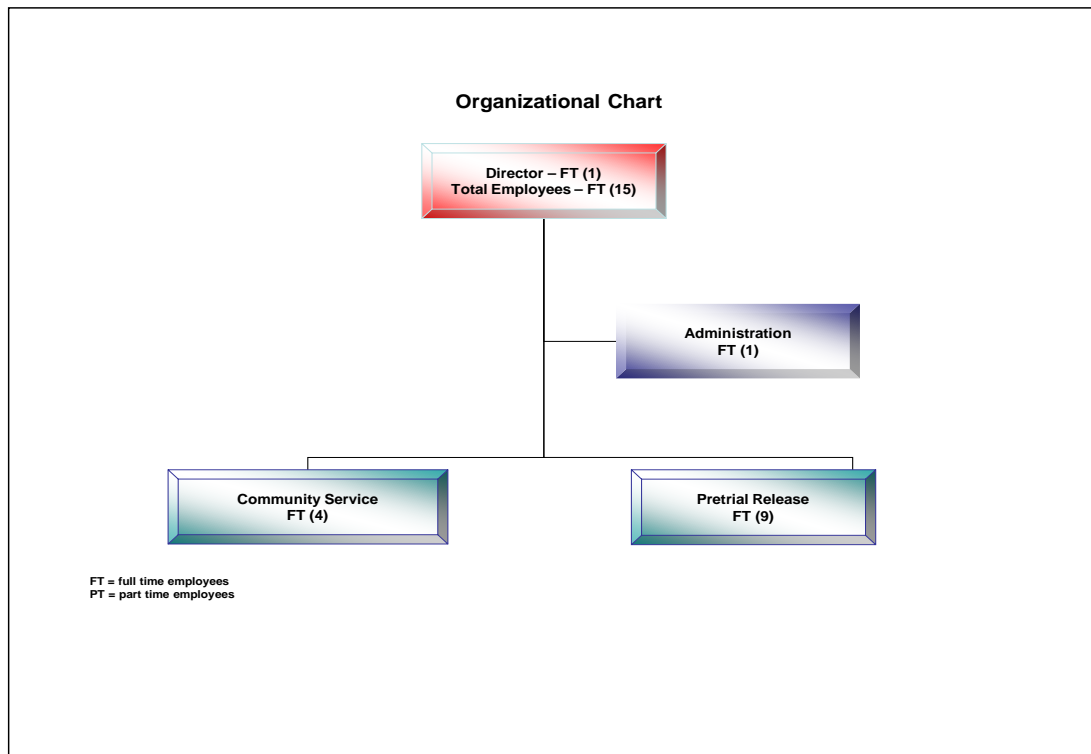 Organizational Chart
Director – FT (1)
Total Employees – FT (15)
Administration
FT (1)
Community Service
FT (4)
Pretrial Release
FT (9)
FT = full time employees
PT = part time employees